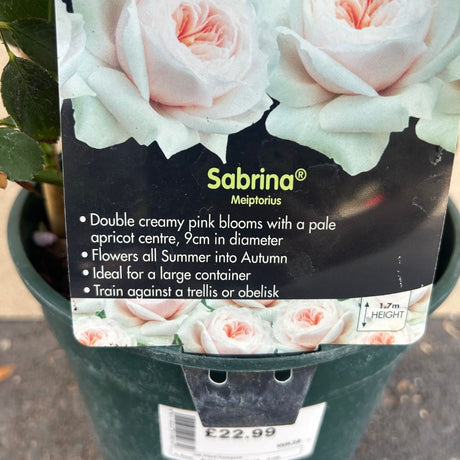 Sabrina®
Meiptorius
• Double creamy pink blooms with a pale
apricot centre, 9cm in diameter
• Flowers all Summer into Autumn
• Ideal for a large container
• Train against a trellis or obelisk
1.7m
HEIGHT
£22.99